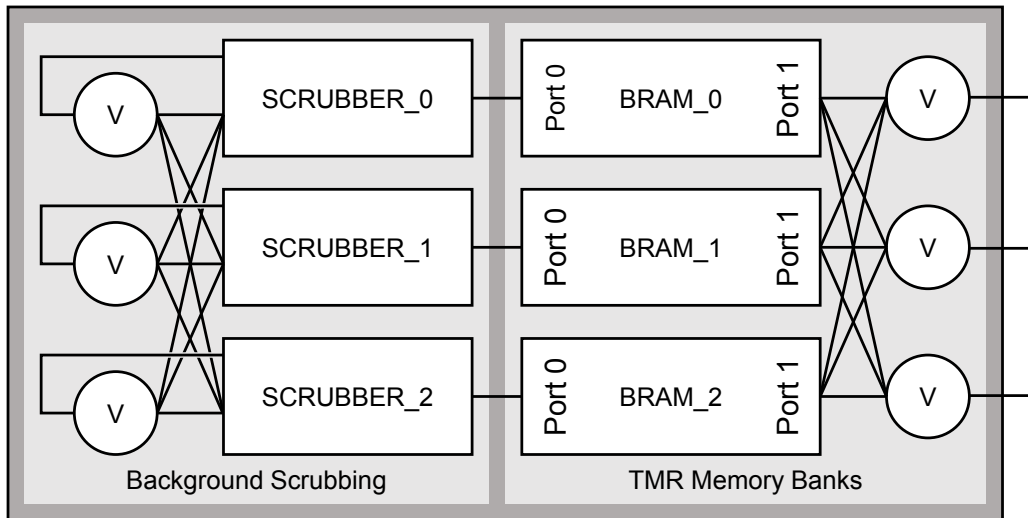 V
SCRUBBER_0
Port 0
BRAM_0
Port 1
V
V
SCRUBBER_1
Port 0
BRAM_1
Port 1
V
V
SCRUBBER_2
Port 0
BRAM_2
Port 1
V
Background Scrubbing
TMR Memory Banks